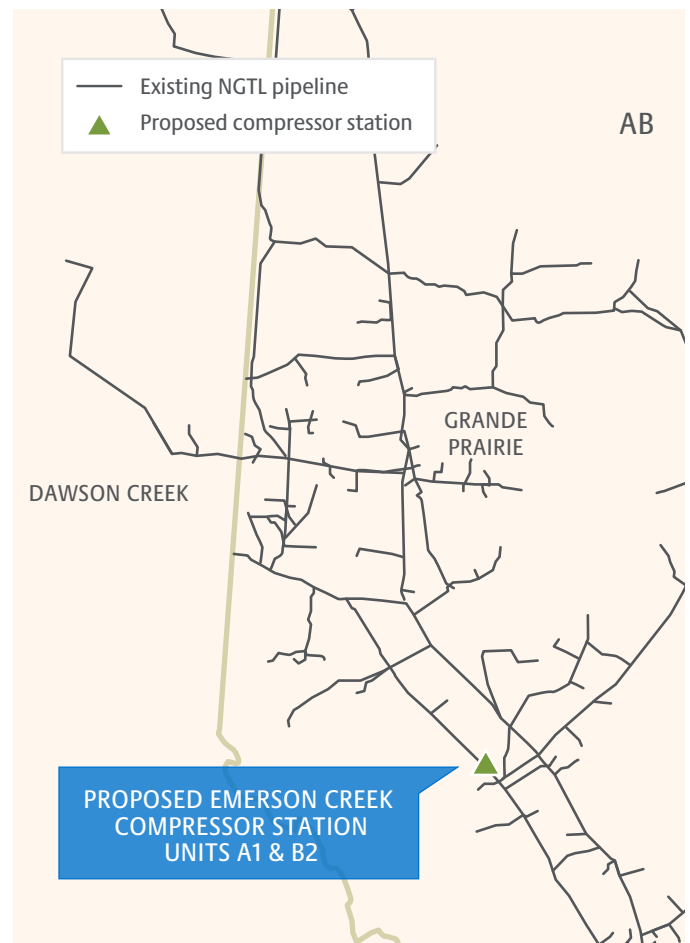 Existing NGTL pipeline
Proposed compressor station
AB
GRANDE
PRAIRIE
DAWSON CREEK
PROPOSED EMERSON CREEK
COMPRESSOR STATION
UNITS A1 & B2